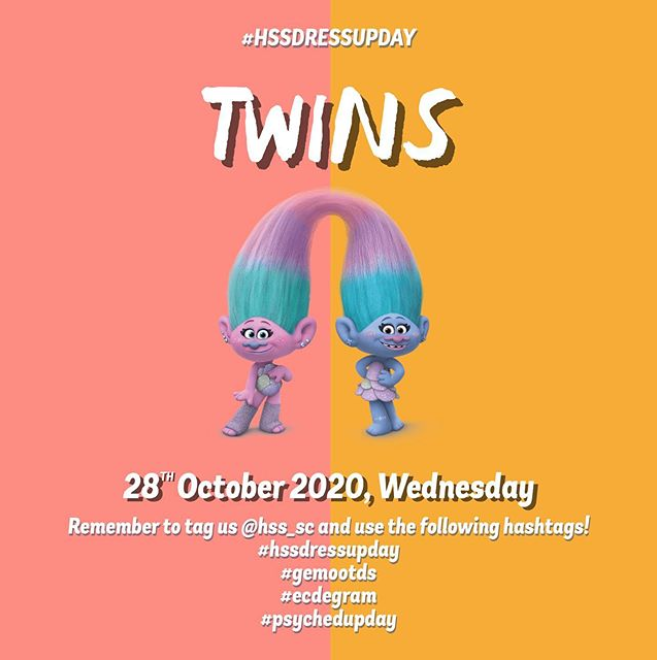 #HSSDRESSUPDAY
TWINS
28TH October 2020, Wednesday
Remember to tag us @hss_sc and use the following hashtags!
#hssdressupday
#gemootds
#ecdegram
#psychedupday